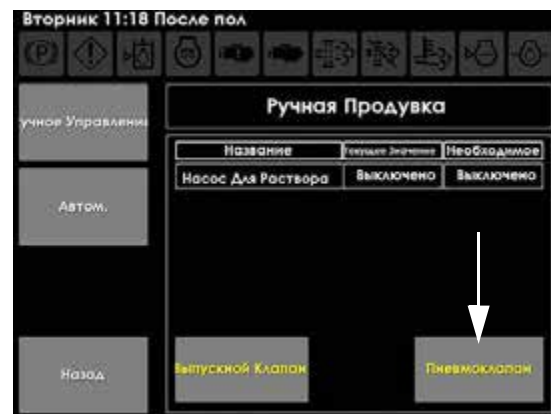 Вторник 11:18 После пол
Ручная Продувка
учное Управлени
Название Текущее Значение Необходимое
Насос Для Раствора Выключено Выключено
Автом.
Назад
Выпускной Клапан
Пневмоклапан